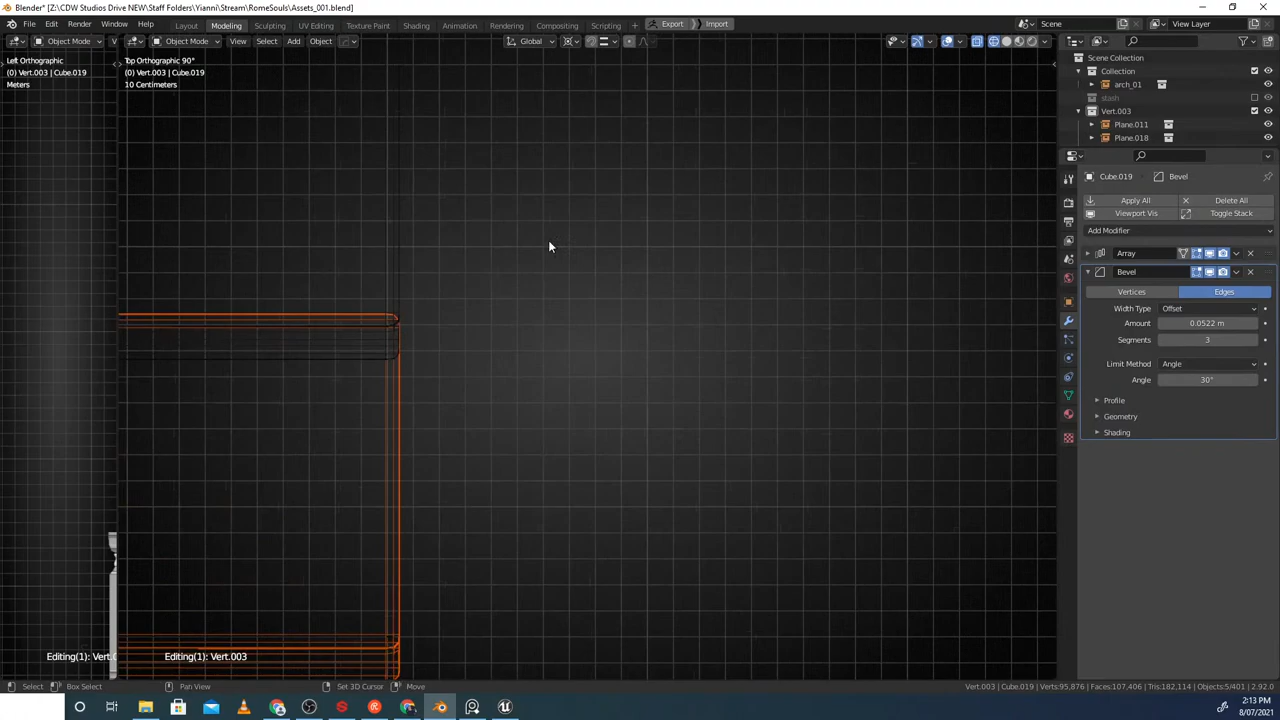 Blender* [Z:\CDW Studios Drive NEW\Staff Folders\Yianni\Stream\RomeSouls\Assets_001.blend]
File Edit Render Window Help Layout Modeling Sculpting UV Editing Texture Paint Shading Animation Rendering Compositing Scripting Export Import Scene View Layer
Object Mode V Object Mode View Select Add Object Global
Left Orthographic Top Orthographic 90°
(0) Vert.003 | Cube.019 (0) Vert.003 | Cube.019
Meters 10 Centimeters
Scene Collection
Collection
arch_01
stash
Vert.003
Plane.011
Plane.018
Cube.019 Bevel
Apply All Delete All
Viewport Vis Toggle Stack
Add Modifier
Array
Bevel
Vertices Edges
Width Type Offset
Amount 0.0522 m
Segments 3
Limit Method Angle
Angle 30°
Profile
Geometry
Shading
Editing(1): Vert.0 Editing(1): Vert.003
Select Box Select Pan View Set 3D Cursor Move Vert.003 | Cube.019 | Verts:95,876 | Faces:107,406 | Tris:182,114 | Objects:5/401 | 2.92.0
2:13 PM
8/07/2021